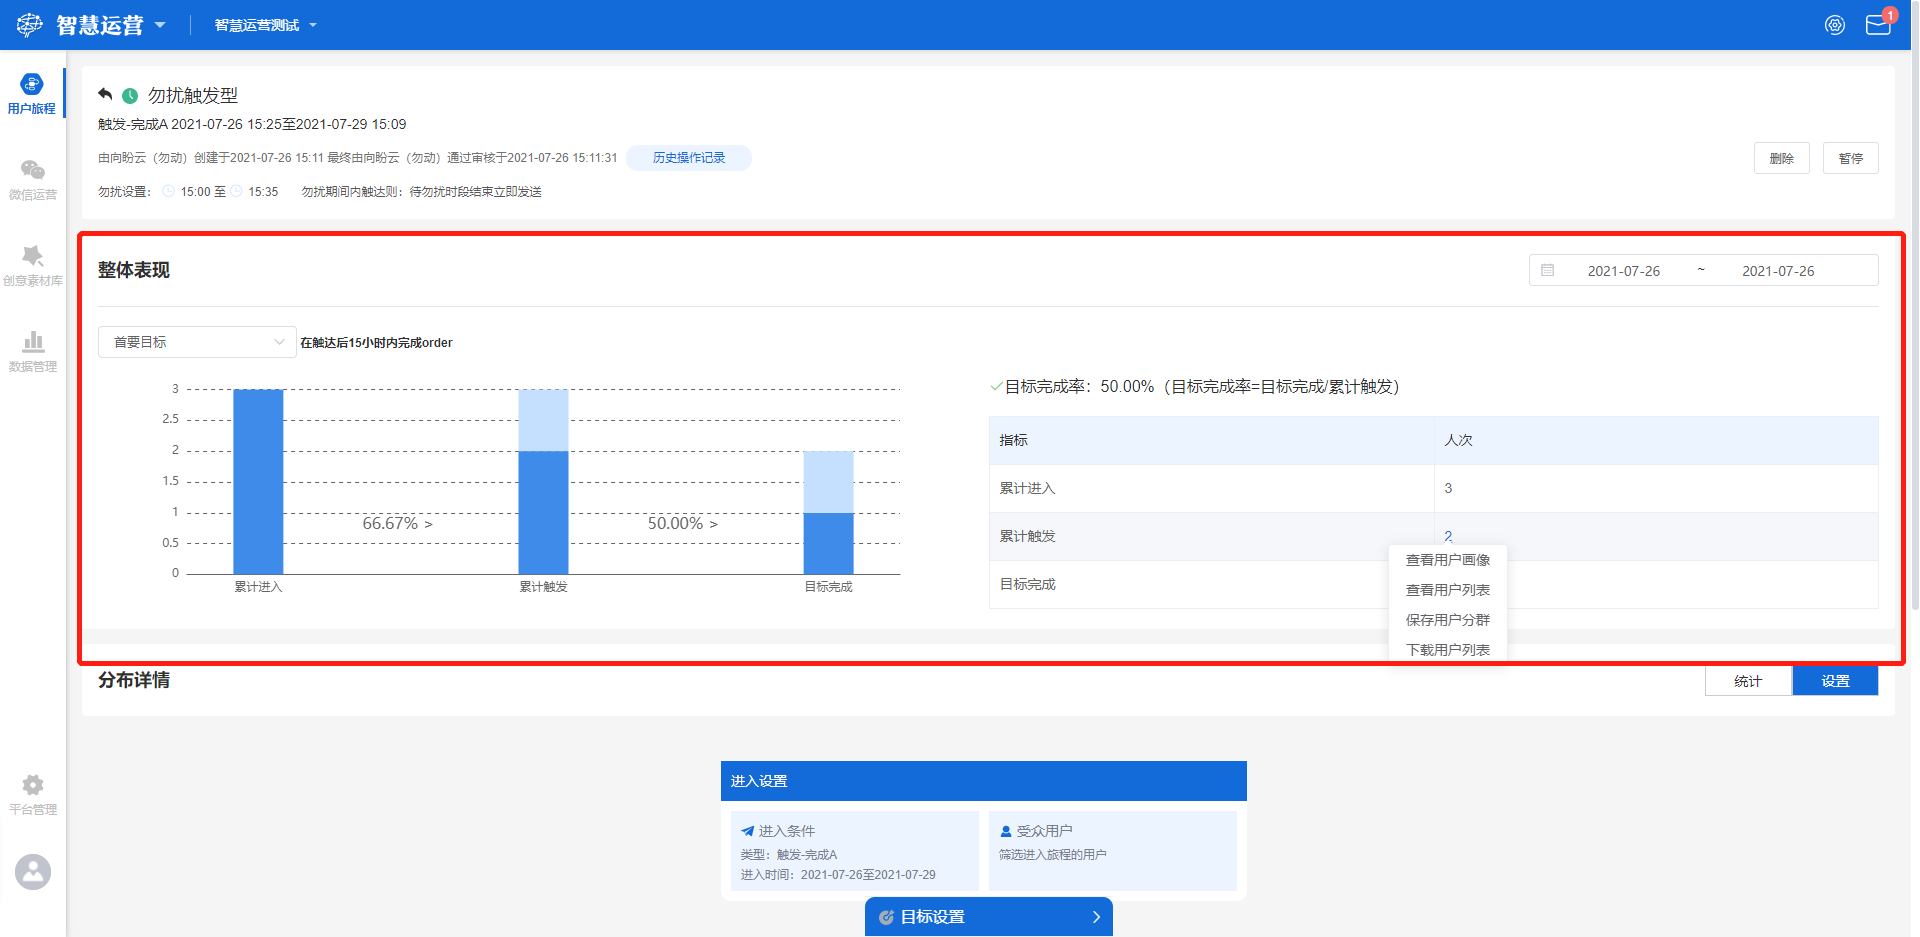 智慧运营
智慧运营测试
1
用户旅程
微信运营
创意素材库
数据管理
平台管理
勿扰触发型
触发-完成A 2021-07-26 15:25至2021-07-29 15:09
由向盼云（勿动）创建于2021-07-26 15:11 最终由向盼云（勿动）通过审核于2021-07-26 15:11:31
历史操作记录
勿扰设置： 15:00 至 15:35 勿扰期间内触达则：待勿扰时段结束立即发送
删除
暂停
整体表现
2021-07-26 ~ 2021-07-26
首要目标
在触达后15小时内完成order
3
2.5
2
1.5
1
0.5
0
66.67% >
50.00% >
累计进入
累计触发
目标完成
目标完成率：50.00%（目标完成率=目标完成/累计触发）
指标 人次
累计进入 3
累计触发 2
目标完成
查看用户画像
查看用户列表
保存用户分群
下载用户列表
分布详情
统计
设置
进入设置
进入条件
类型：触发-完成A
进入时间：2021-07-26至2021-07-29
受众用户
筛选进入旅程的用户
目标设置